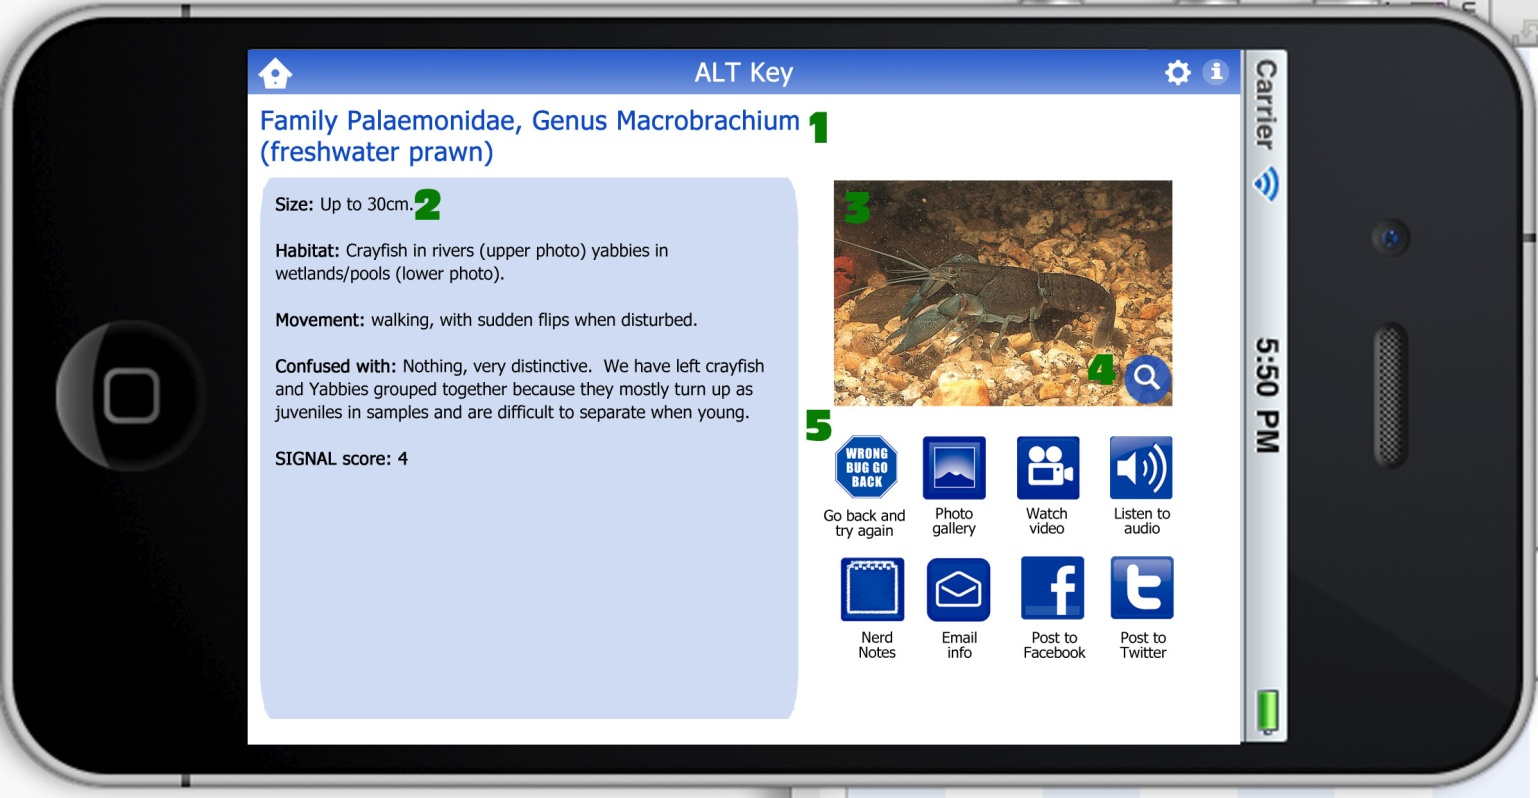 ALT Key
i
Family Palaemonidae, Genus Macrobrachium 1
(freshwater prawn)
Size: Up to 30cm. 2
Habitat: Crayfish in rivers (upper photo) yabbies in
wetlands/pools (lower photo).
Movement: walking, with sudden flips when disturbed.
Confused with: Nothing, very distinctive.  We have left crayfish
and Yabbies grouped together because they mostly turn up as
juveniles in samples and are difficult to separate when young.
SIGNAL score: 4
3
4
5
WRONG
BUG GO
BACK
Go back and
try again
Photo
gallery
Watch
video
Listen to
audio
Nerd
Notes
Email
info
f
Post to
Facebook
t
Post to
Twitter
Carrier
5:50 PM